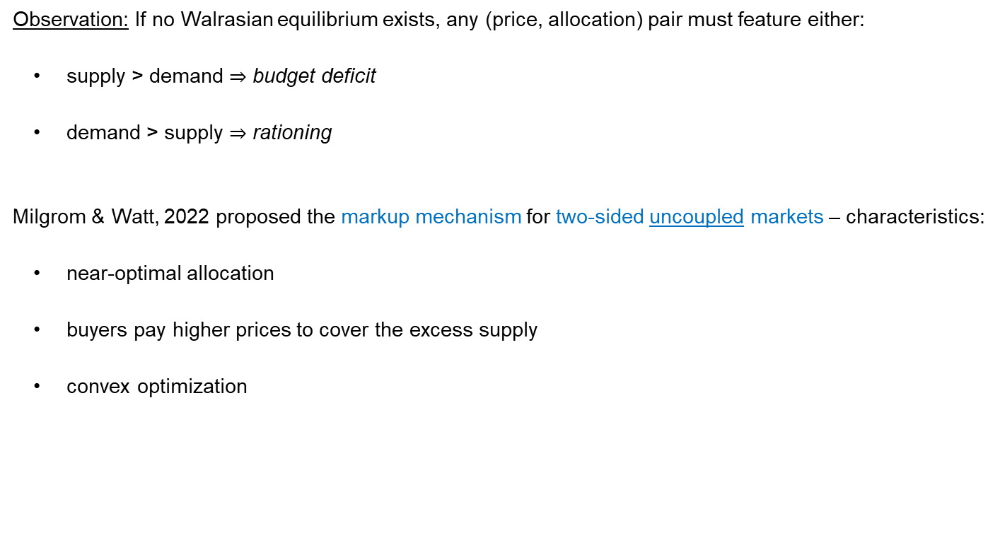 Observation: If no Walrasian equilibrium exists, any (price, allocation) pair must feature either:
• supply > demand ⇒ budget deficit
• demand > supply ⇒ rationing
Milgrom & Watt, 2022 proposed the markup mechanism for two-sided uncoupled markets – characteristics:
• near-optimal allocation
• buyers pay higher prices to cover the excess supply
• convex optimization